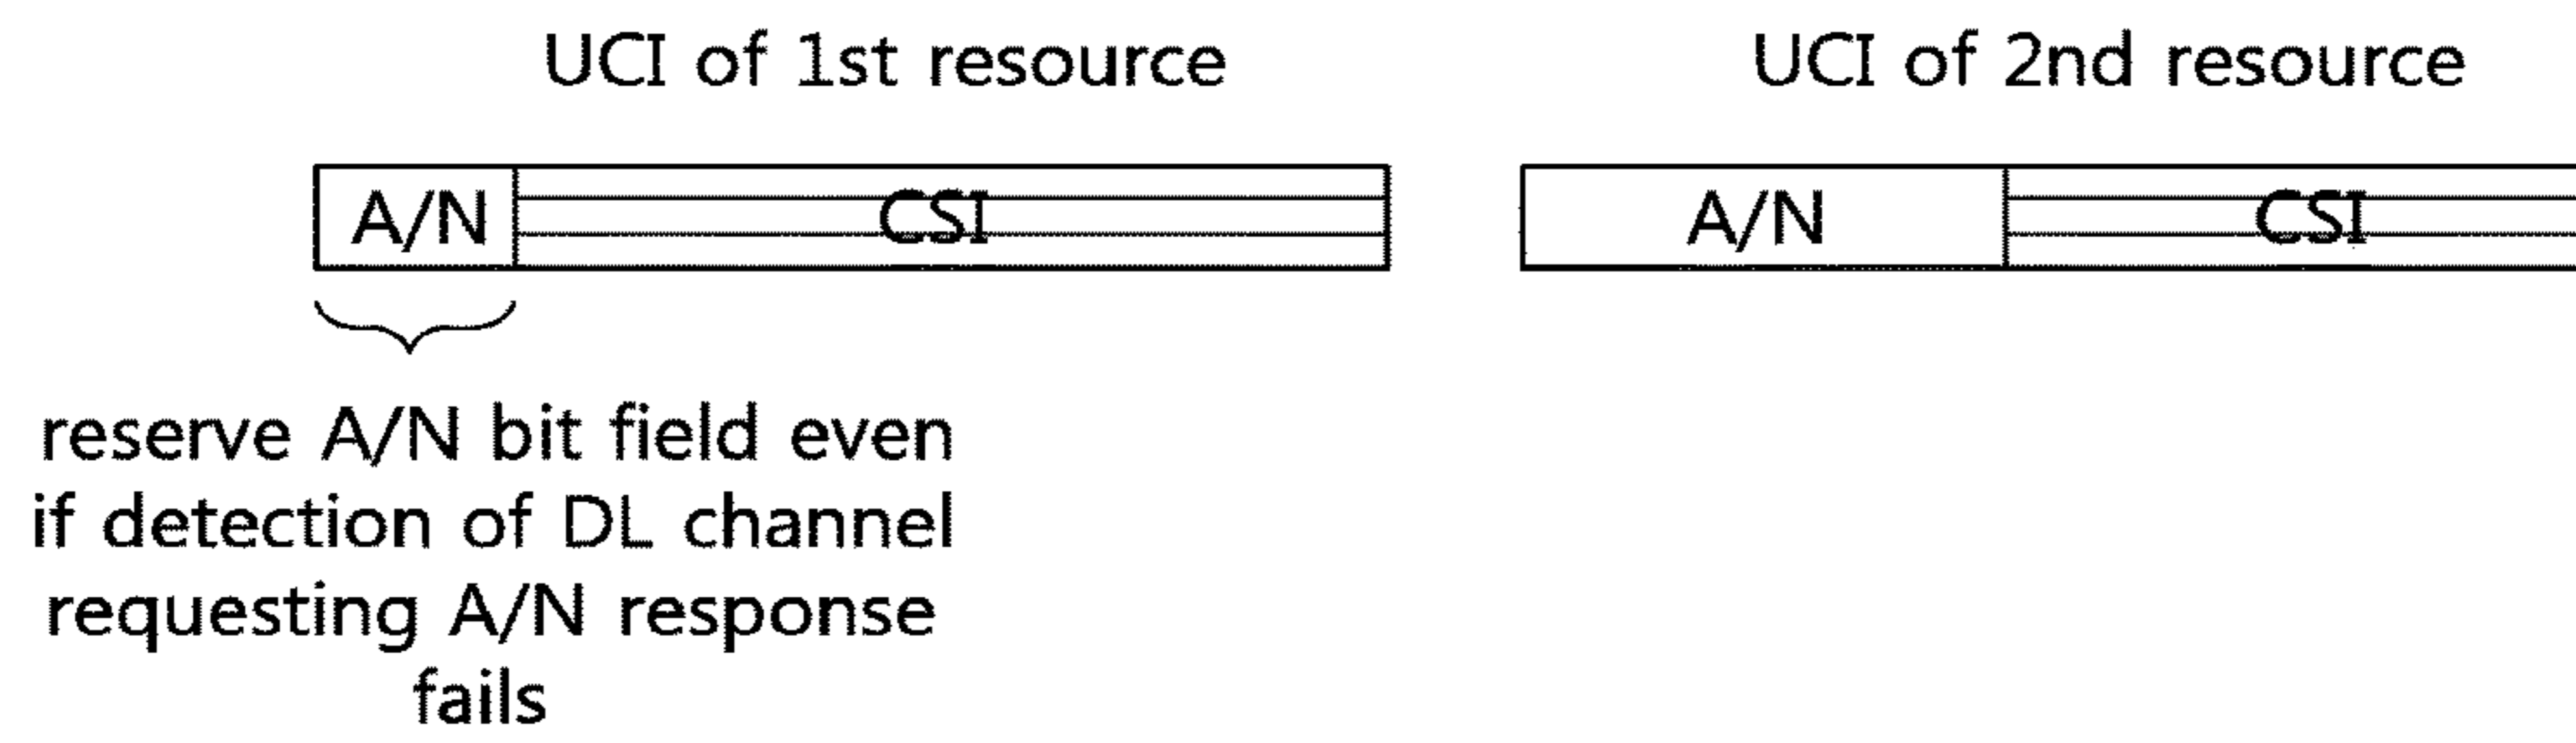 UCI of 1st resource
UCI of 2nd resource
A/N
CSI
A/N
CSI
reserve A/N bit field even
if detection of DL channel
requesting A/N response
fails